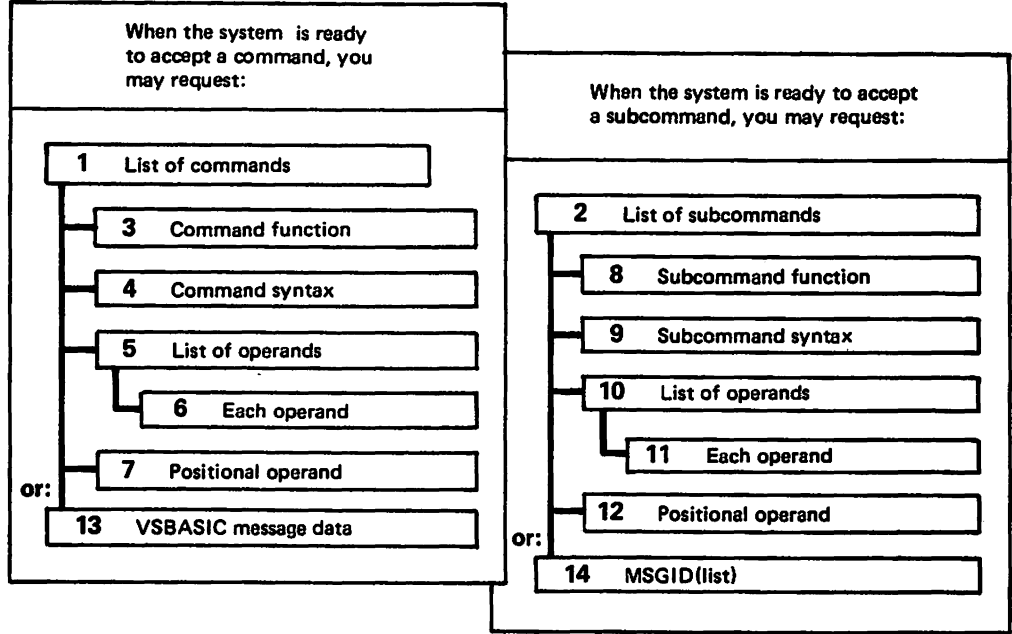 When the system is ready
to accept a command, you
may request:
1 List of commands
3 Command function
4 Command syntax
5 List of operands
6 Each operand
7 Positional operand
or:
13 VSBASIC message data
When the system is ready to accept
a subcommand, you may request:
2 List of subcommands
8 Subcommand function
9 Subcommand syntax
10 List of operands
11 Each operand
12 Positional operand
or:
14 MSGID(list)